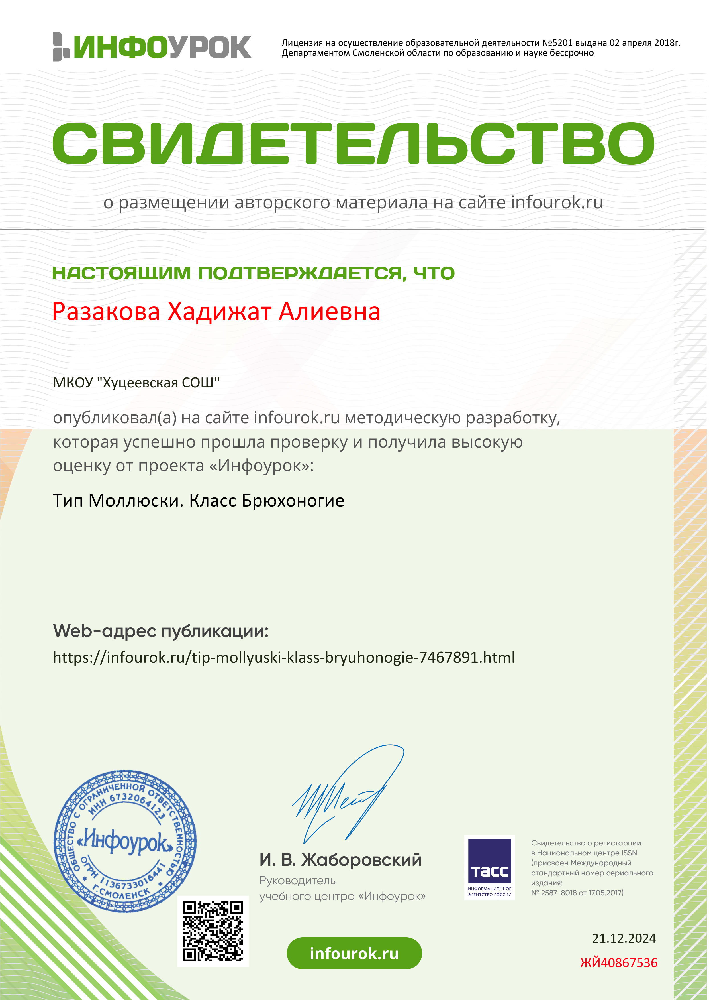 ИНФОУРОК
Лицензия на осуществление образовательной деятельности №5201 выдана 02 апреля 2018г.
Департаментом Смоленской области по образованию и науке бессрочно
СВИДЕТЕЛЬСТВО
о размещении авторского материала на сайте infourok.ru
НАСТОЯЩИМ ПОДТВЕРЖДАЕТСЯ, ЧТО
Разакова Хадижат Алиевна
МКОУ "Хуцеевская СОШ"
опубликовал(а) на сайте infourok.ru методическую разработку,
которая успешно прошла проверку и получила высокую
оценку от проекта «Инфоурок»:
Тип Моллюски. Класс Брюхоногие
Web-адрес публикации:
https://infourok.ru/tip-mollyuski-klass-bryuhonogie-7467891.html
ОБЩЕСТВО С ОГРАНИЧЕННОЙ ОТВЕТСТВЕННОСТЬЮ
ИНН 6732064123
«Инфоурок»
ОГРН 1136733016441
Г.СМОЛЕНСК
И. В. Жаборовский
Руководитель
учебного центра «Инфоурок»
ТАСС
ИНФОРМАЦИОННОЕ
АГЕНТСТВО РОССИИ
Свидетельство о регистарции
в Национальном центре ISSN
(присвоен Международный
стандартный номер сериального
издания:
№ 2587-8018 от 17.05.2017)
infourok.ru
21.12.2024
ЖЙ40867536